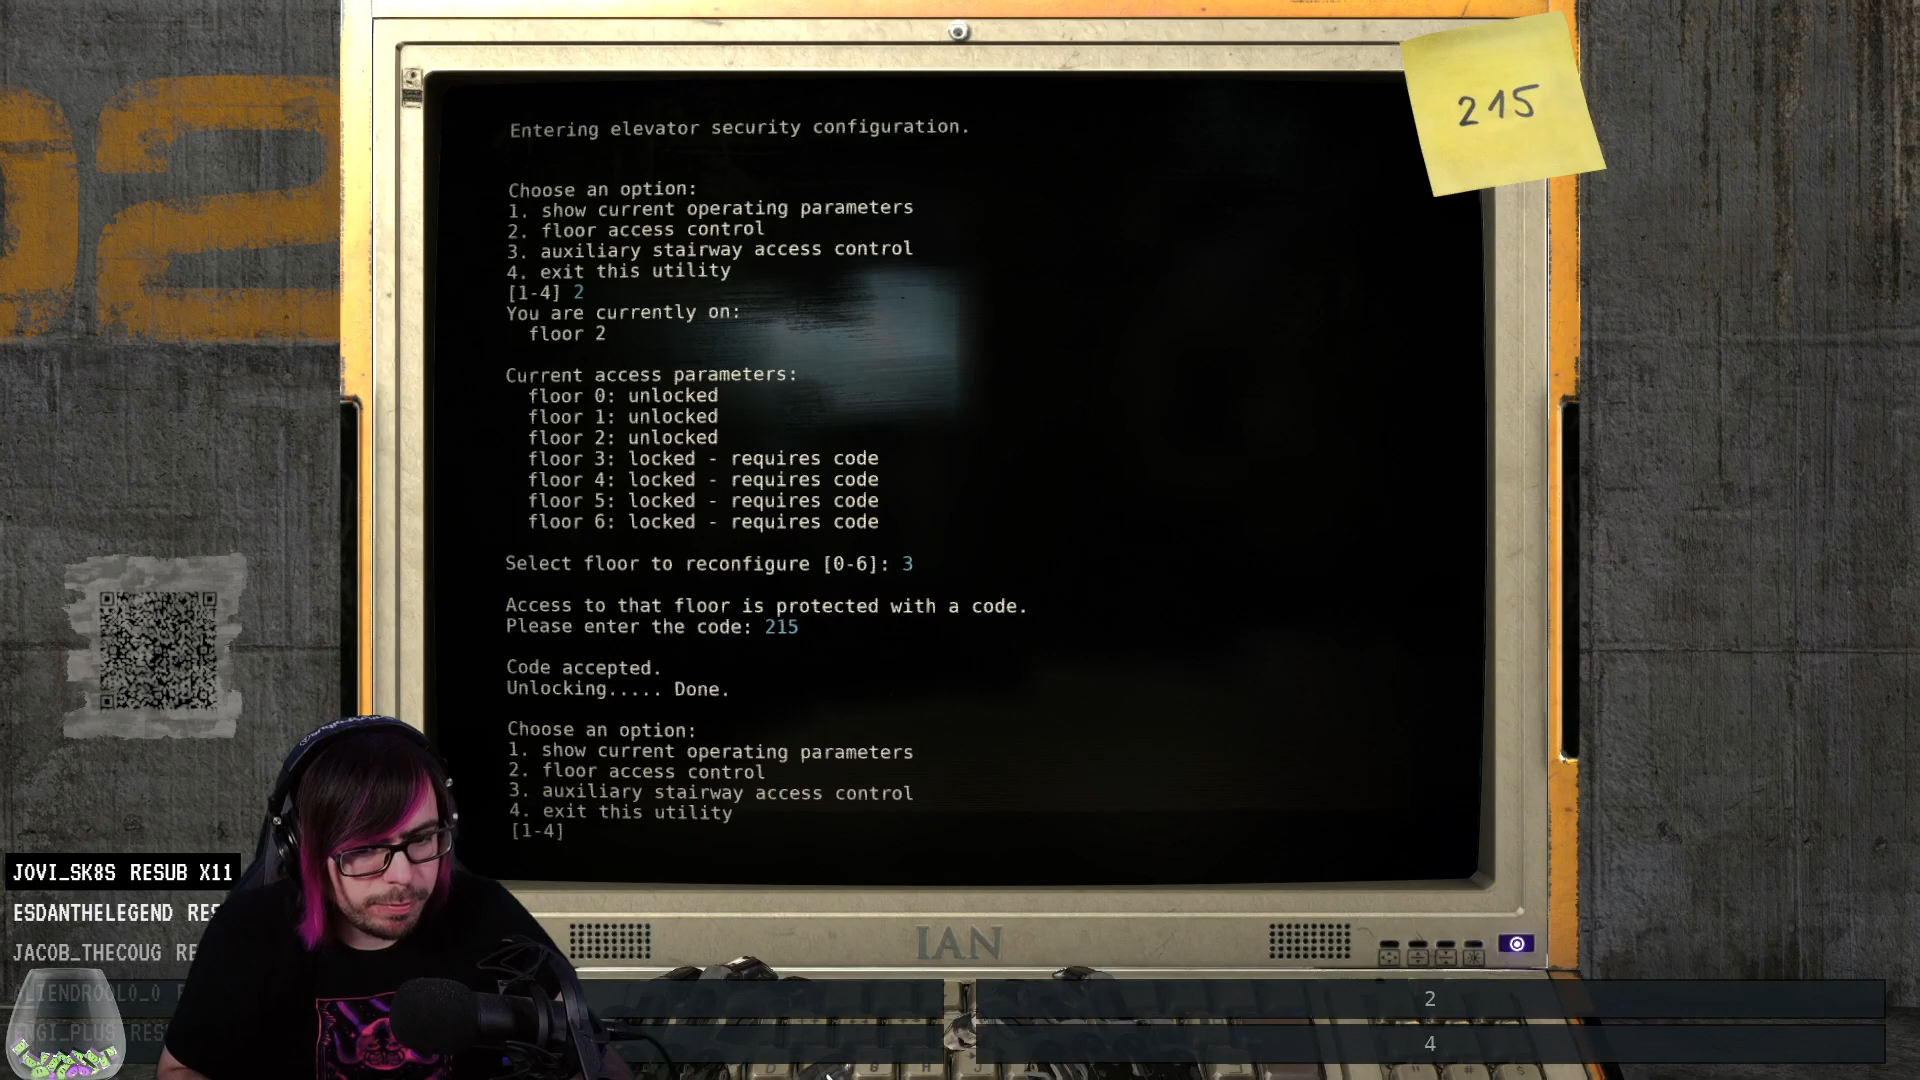 02
215
Entering elevator security configuration.
Choose an option:
1. show current operating parameters
2. floor access control
3. auxiliary stairway access control
4. exit this utility
[1-4] 2
You are currently on:
floor 2
Current access parameters:
floor 0: unlocked
floor 1: unlocked
floor 2: unlocked
floor 3: locked - requires code
floor 4: locked - requires code
floor 5: locked - requires code
floor 6: locked - requires code
Select floor to reconfigure [0-6]: 3
Access to that floor is protected with a code.
Please enter the code: 215
Code accepted.
Unlocking..... Done.
Choose an option:
1. show current operating parameters
2. floor access control
3. auxiliary stairway access control
4. exit this utility
[1-4]
JOVI_SK8S RESUB X11
ESDANTHELEGEND RES
JACOB_THECOUG RE
ENGI_PLUS RES
IAN
2
4